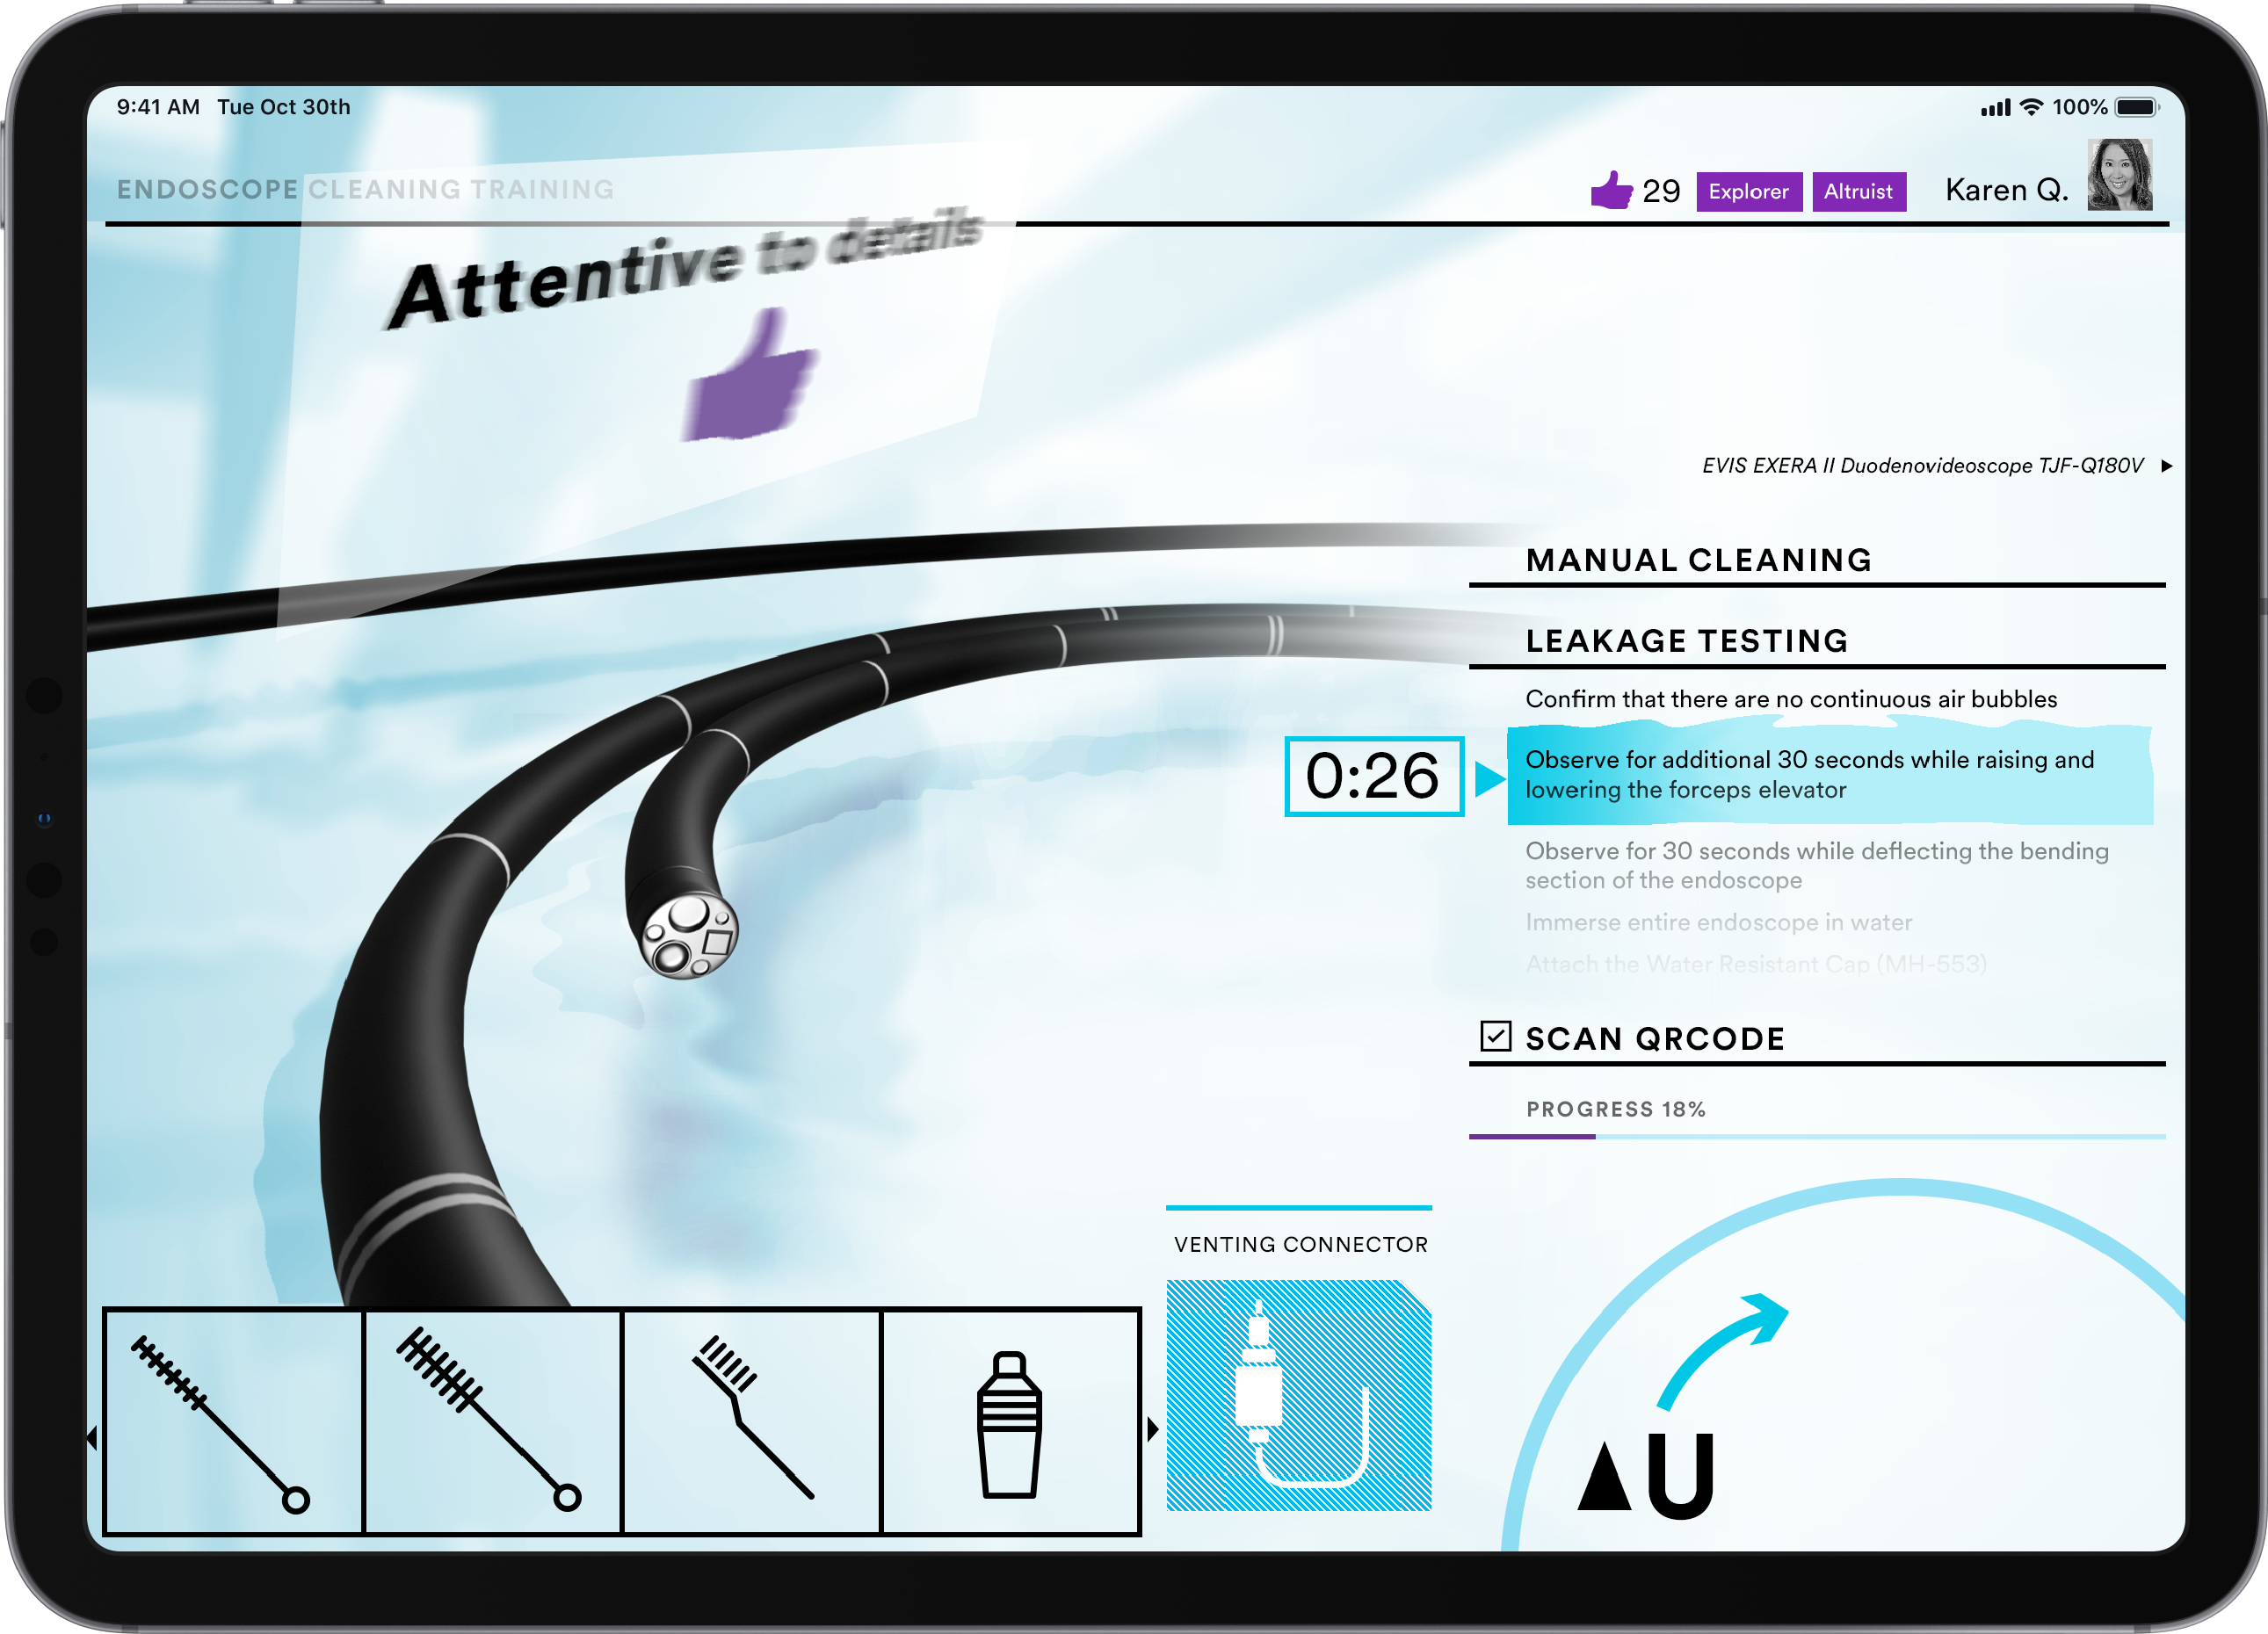 9:41 AM Tue Oct 30th
100%
ENDOSCOPE CLEANING TRAINING
29
Explorer
Altruist
Karen Q.
Attentive to details
EVIS EXERA II Duodenovideoscope TJF-Q180V
MANUAL CLEANING
LEAKAGE TESTING
Confirm that there are no continuous air bubbles
0:26
Observe for additional 30 seconds while raising and
lowering the forceps elevator
Observe for 30 seconds while deflecting the bending
section of the endoscope
Immerse entire endoscope in water
Attach the Water Resistant Cap (MH-553)
SCAN QRCODE
PROGRESS 18%
VENTING CONNECTOR
U